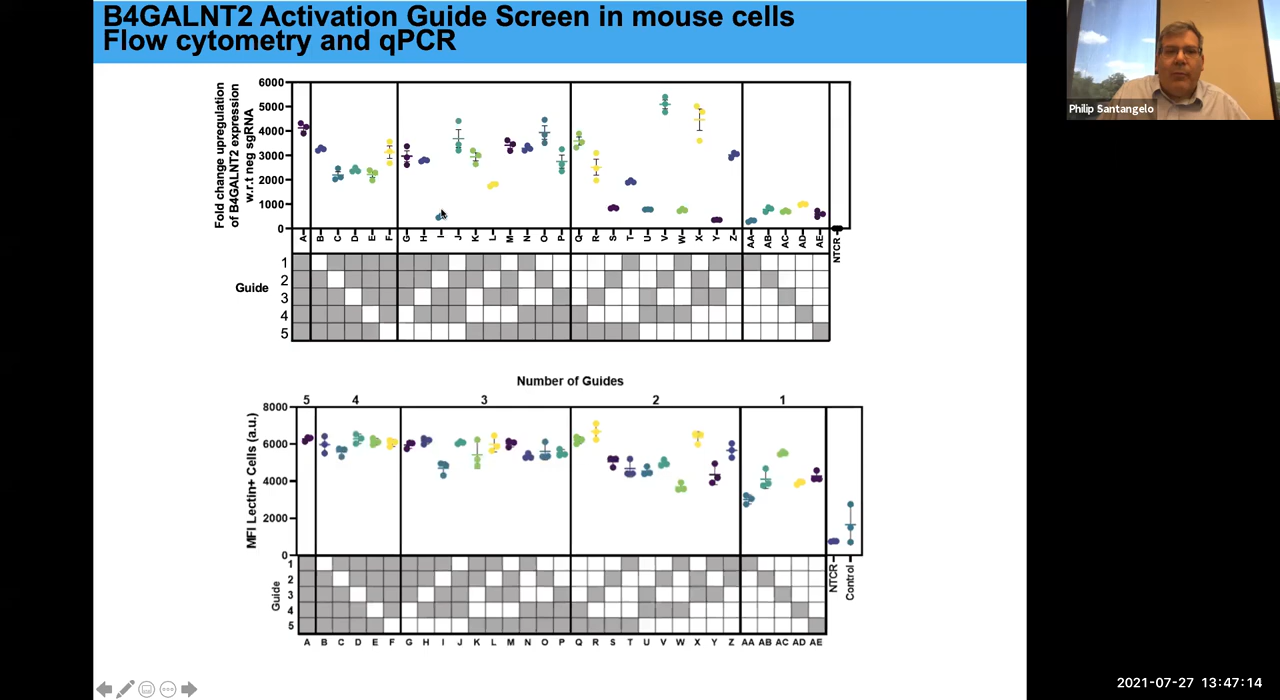 B4GALNT2 Activation Guide Screen in mouse cells
Flow cytometry and qPCR
Philip Santangelo
Fold change upregulation
of B4GALNT2 expression
w.r.t neg sgRNA
6000
5000
4000
3000
2000
1000
0
A B C D E F G H I J K L M N O P Q R S T U V W X Y Z AA AB AC AD AE NTCR
Guide
1
2
3
4
5
Number of Guides
5 4 3 2 1
MFI Lectin+ Cells (a.u.)
8000
6000
4000
2000
0
NTCR Control
Guide
1
2
3
4
5
A B C D E F G H I J K L M N O P Q R S T U V W X Y Z AA AB AC AD AE
2021-07-27 13:47:14